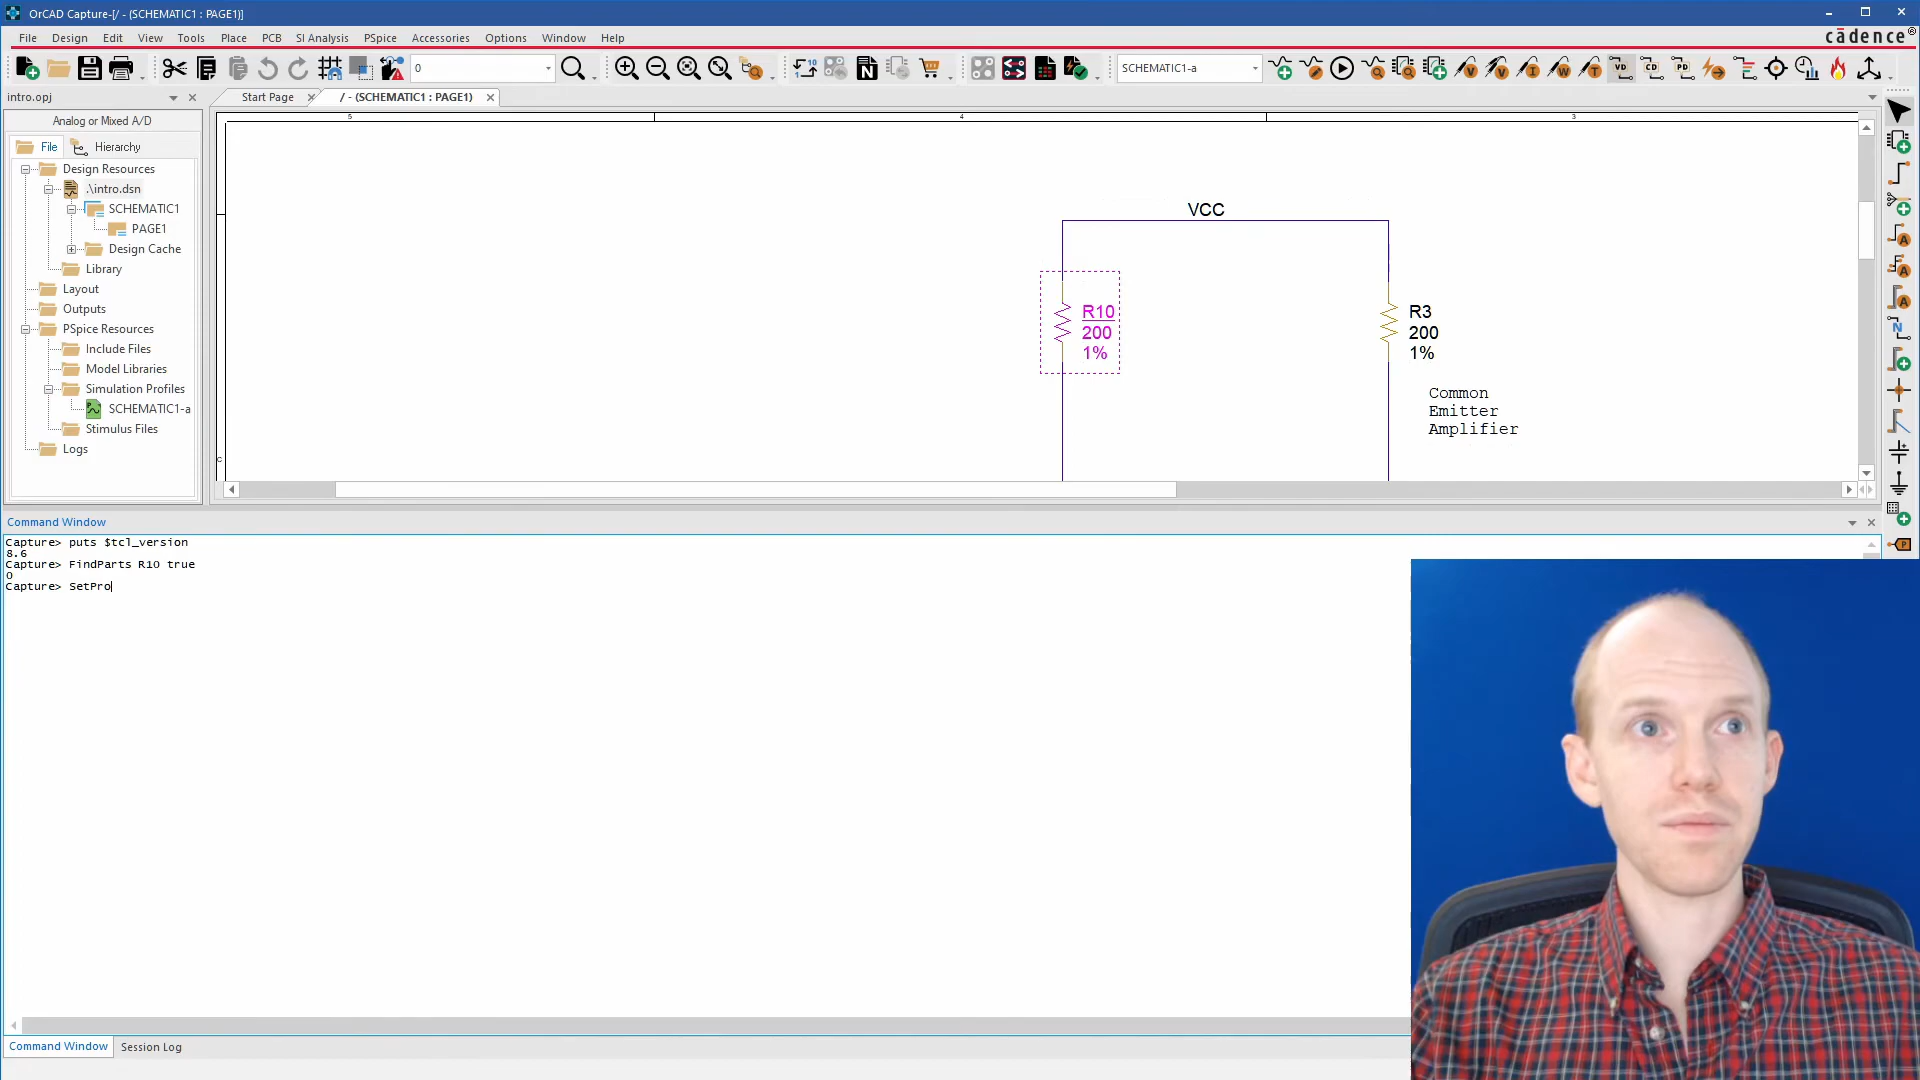 OrCAD Capture-[/ - (SCHEMATIC1 : PAGE1)]
File Design Edit View Tools Place PCB SI Analysis PSpice Accessories Options Window Help
cādence®
0
SCHEMATIC1-a
intro.opj
Start Page
/ - (SCHEMATIC1 : PAGE1)
Analog or Mixed A/D
File
Hierarchy
Design Resources
.\intro.dsn
SCHEMATIC1
PAGE1
Design Cache
Library
Layout
Outputs
PSpice Resources
Include Files
Model Libraries
Simulation Profiles
SCHEMATIC1-a
Stimulus Files
Logs
5
4
3
C
VCC
R10
200
1%
R3
200
1%
Common
Emitter
Amplifier
Command Window
Capture> puts $tcl_version
8.6
Capture> FindParts R10 true
0
Capture> SetPro
Command Window
Session Log